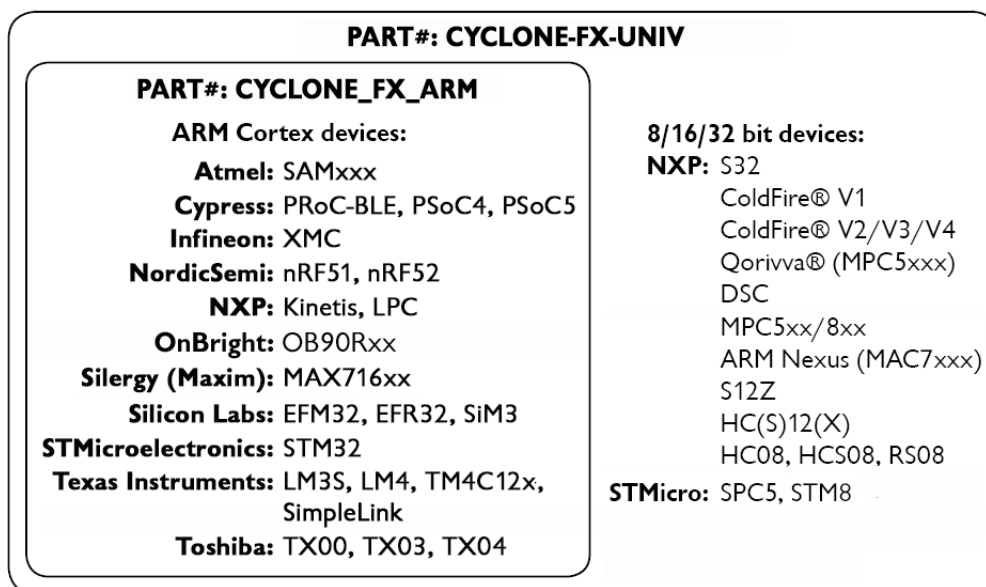 PART#: CYCLONE-FX-UNIV
PART#: CYCLONE_FX_ARM
ARM Cortex devices:
Atmel: SAMxxx
Cypress: PRoC-BLE, PSoC4, PSoC5
Infineon: XMC
NordicSemi: nRF51, nRF52
NXP: Kinetis, LPC
OnBright: OB90Rxx
Silergy (Maxim): MAX716xx
Silicon Labs: EFM32, EFR32, SiM3
STMicroelectronics: STM32
Texas Instruments: LM3S, LM4, TM4C12x,
SimpleLink
Toshiba: TX00, TX03, TX04
8/16/32 bit devices:
NXP: S32
ColdFire® V1
ColdFire® V2/V3/V4
Qorivva® (MPC5xxx)
DSC
MPC5xx/8xx
ARM Nexus (MAC7xxx)
S12Z
HC(S)12(X)
HC08, HCS08, RS08
STMicro: SPC5, STM8